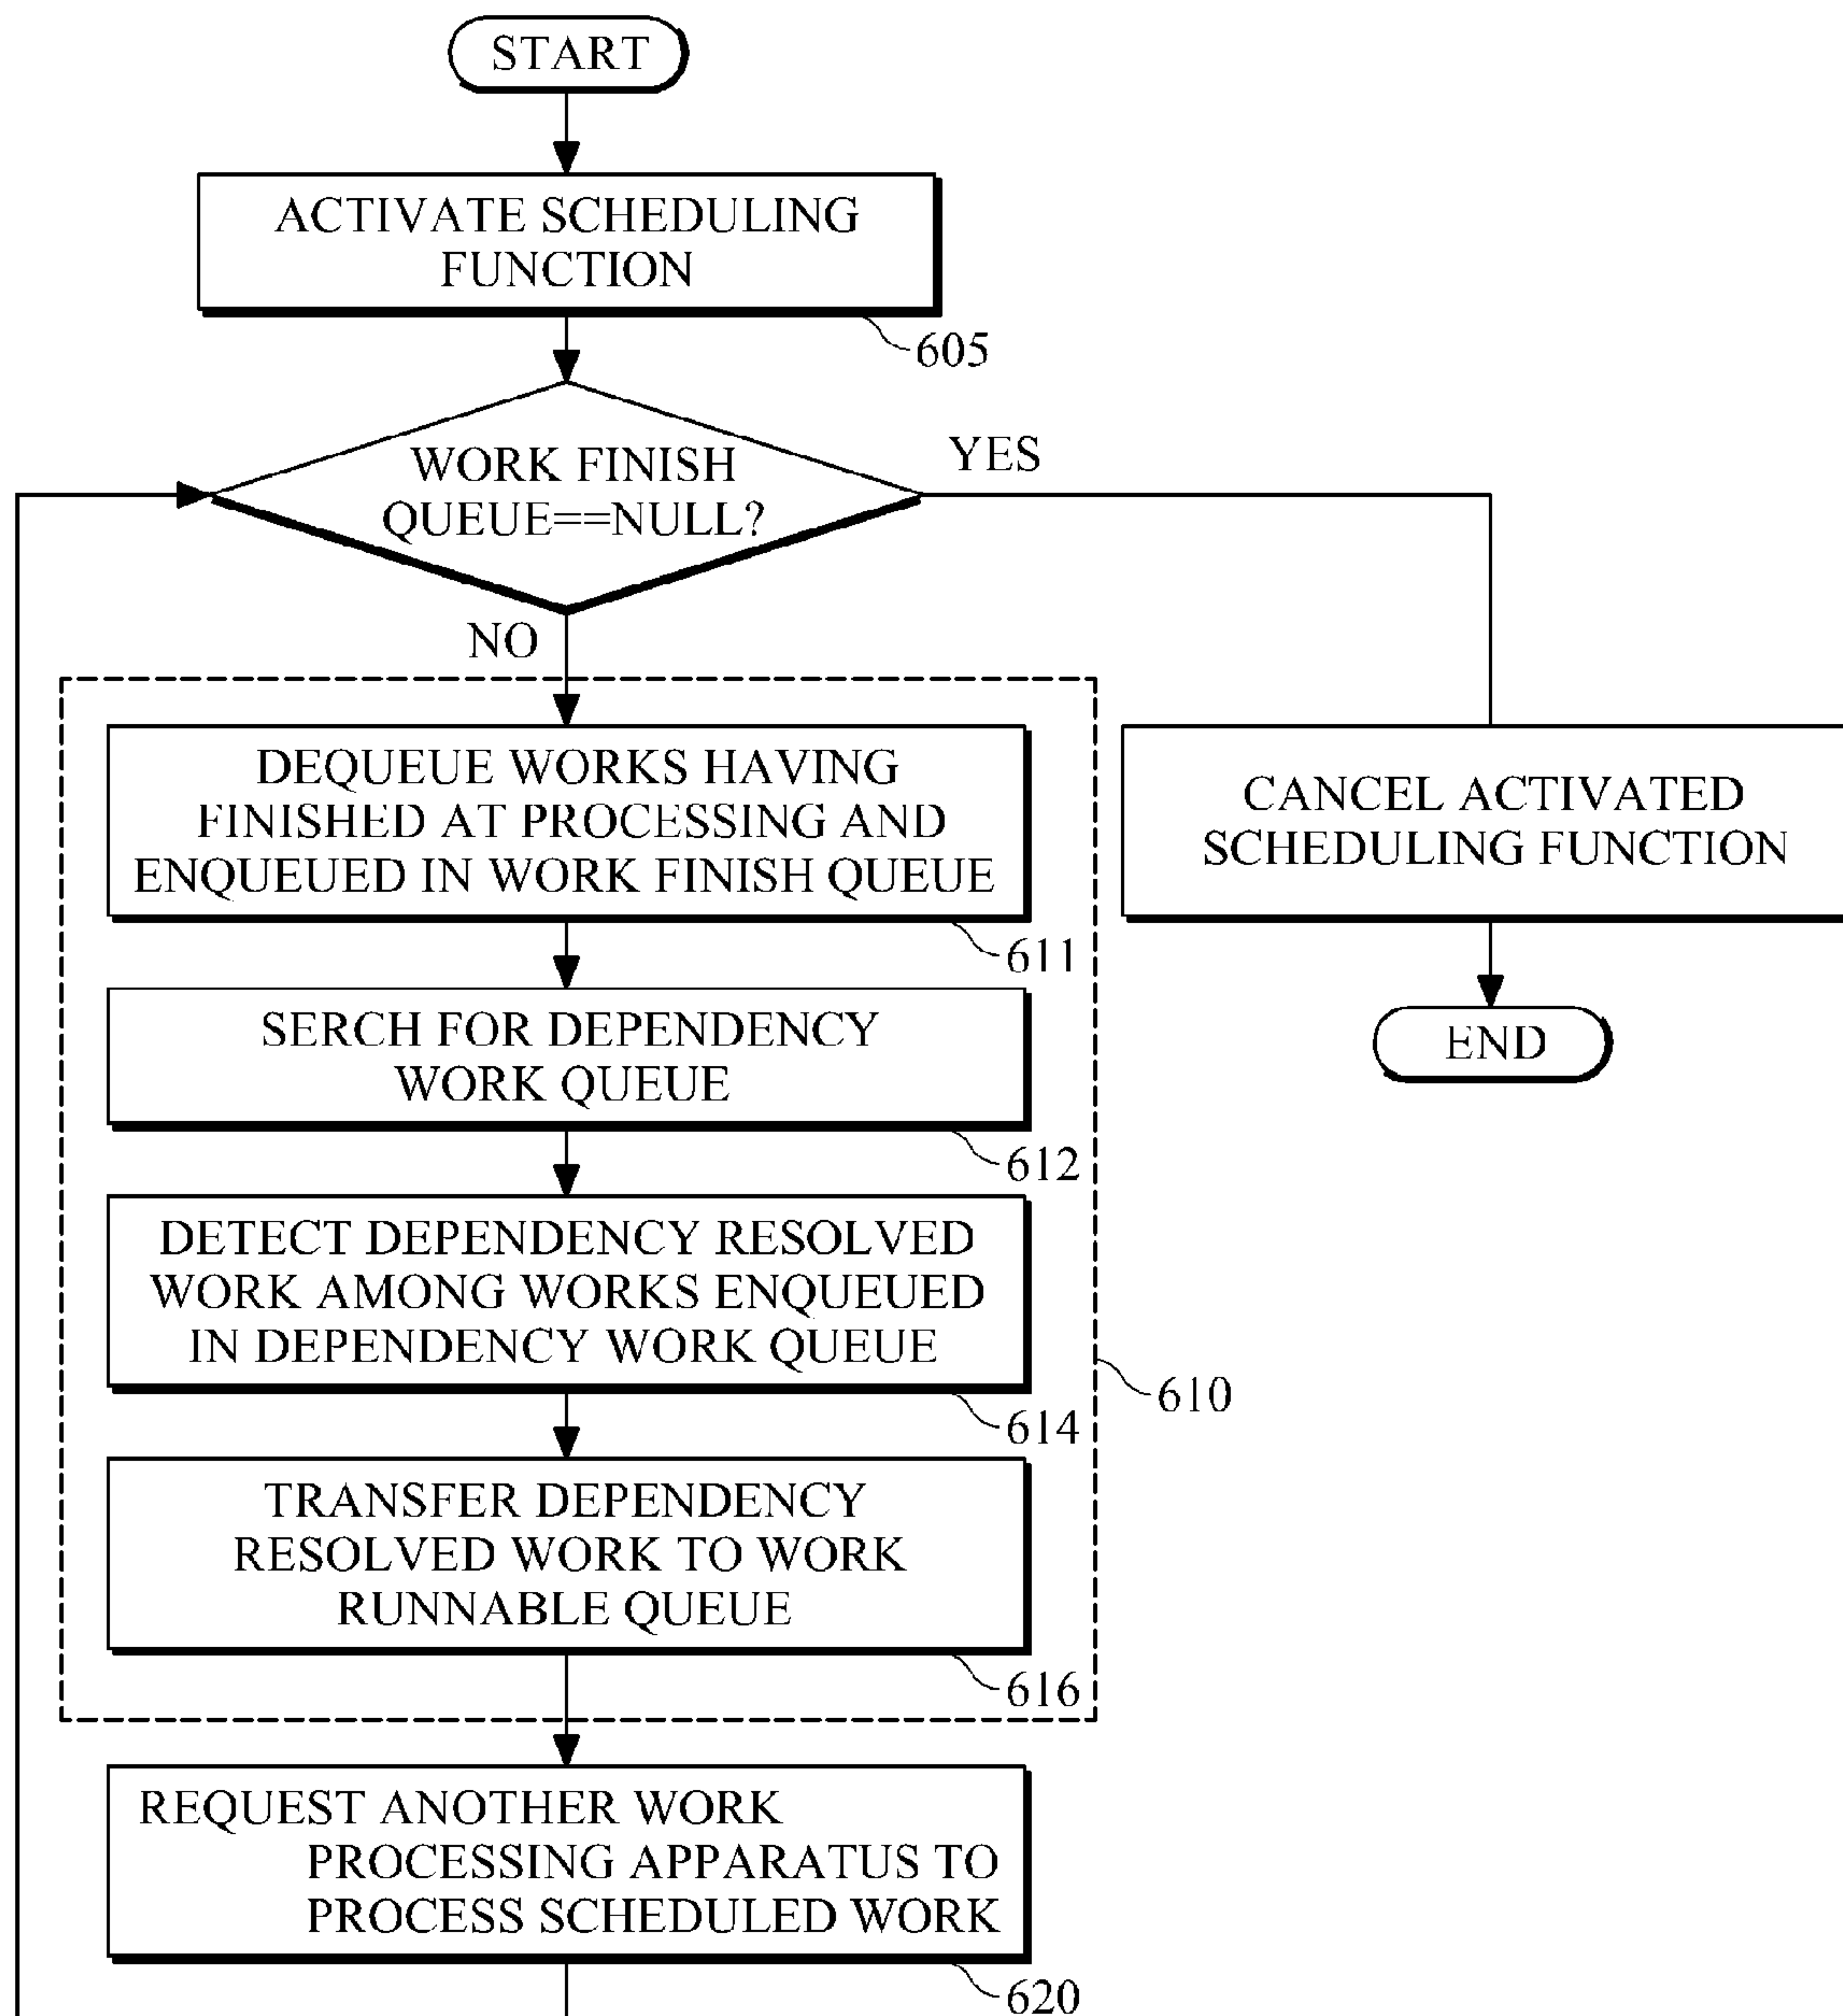 START
ACTIVATE SCHEDULING
FUNCTION
605
WORK FINISH
QUEUE==NULL?
YES
NO
DEQUEUE WORKS HAVING
FINISHED AT PROCESSING AND
ENQUEUED IN WORK FINISH QUEUE
611
CANCEL ACTIVATED
SCHEDULING FUNCTION
SERCH FOR DEPENDENCY
WORK QUEUE
612
END
DETECT DEPENDENCY RESOLVED
WORK AMONG WORKS ENQUEUED
IN DEPENDENCY WORK QUEUE
614
610
TRANSFER DEPENDENCY
RESOLVED WORK TO WORK
RUNNABLE QUEUE
616
REQUEST ANOTHER WORK
PROCESSING APPARATUS TO
PROCESS SCHEDULED WORK
620